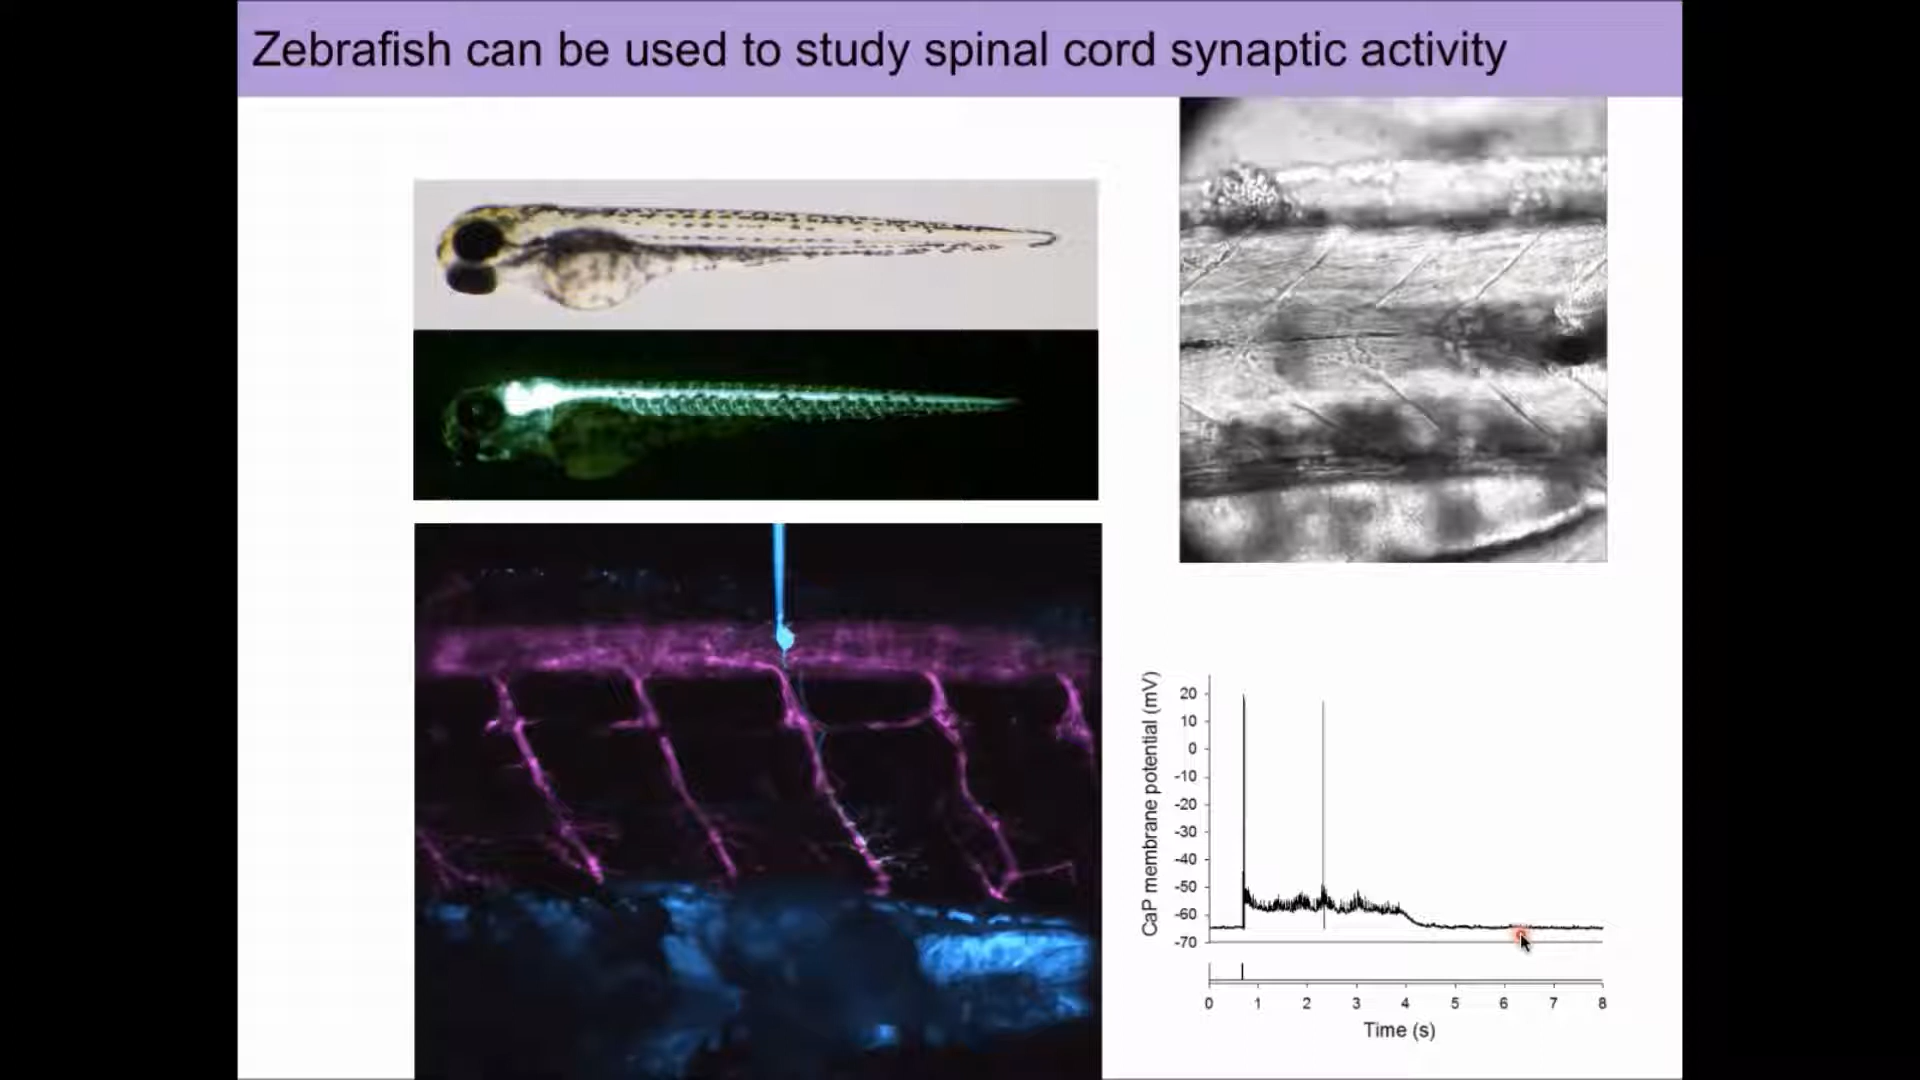 Zebrafish can be used to study spinal cord synaptic activity
CaP membrane potential (mV)
20
10
0
-10
-20
-30
-40
-50
-60
-70
0 1 2 3 4 5 6 7 8
Time (s)